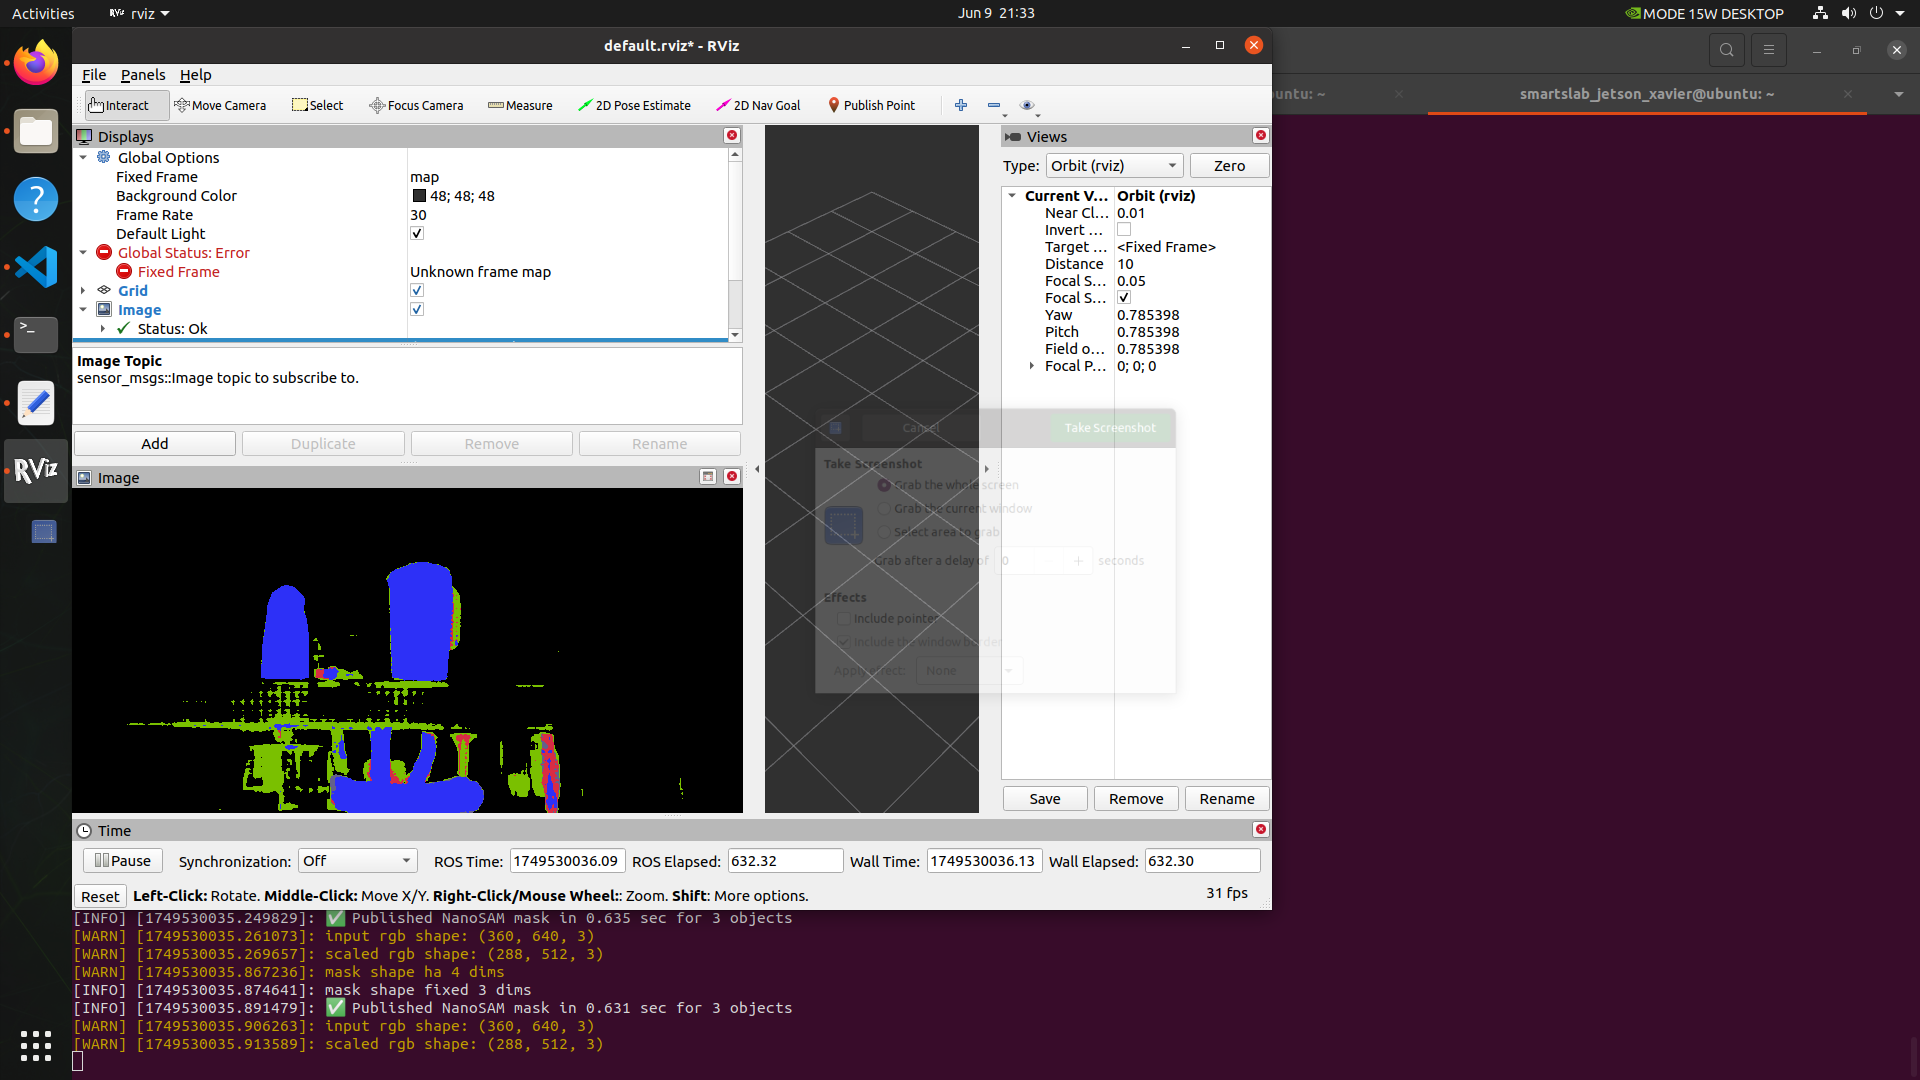 Activities
RViz rviz
Jun 9 21:33
MODE 15W DESKTOP
default.rviz* - RViz
File Panels Help
Interact Move Camera Select Focus Camera Measure 2D Pose Estimate 2D Nav Goal Publish Point
buntu: ~
smartslab_jetson_xavier@ubuntu: ~
Displays
Global Options
Fixed Frame map
Background Color 48; 48; 48
Frame Rate 30
Default Light
Global Status: Error
Fixed Frame Unknown frame map
Grid
Image
Status: Ok
Image Topic
sensor_msgs::Image topic to subscribe to.
Add Duplicate Remove Rename
Image
Views
Type: Orbit (rviz) Zero
Current V... Orbit (rviz)
Near Cl... 0.01
Invert ...
Target ... <Fixed Frame>
Distance 10
Focal S... 0.05
Focal S...
Yaw 0.785398
Pitch 0.785398
Field o... 0.785398
Focal P... 0; 0; 0
Cancel Take Screenshot
Take Screenshot
Grab the whole screen
Grab the current window
Select area to grab
Grab after a delay of 0 + seconds
Effects
Include pointer
Include the window border
Apply effect: None
Save Remove Rename
RViz
Time
Pause Synchronization: Off ROS Time: 1749530036.09 ROS Elapsed: 632.32 Wall Time: 1749530036.13 Wall Elapsed: 632.30
Reset Left-Click: Rotate. Middle-Click: Move X/Y. Right-Click/Mouse Wheel:: Zoom. Shift: More options. 31 fps
[INFO] [1749530035.249829]: ✅ Published NanoSAM mask in 0.635 sec for 3 objects
[WARN] [1749530035.261073]: input rgb shape: (360, 640, 3)
[WARN] [1749530035.269657]: scaled rgb shape: (288, 512, 3)
[WARN] [1749530035.867236]: mask shape ha 4 dims
[INFO] [1749530035.874641]: mask shape fixed 3 dims
[INFO] [1749530035.891479]: ✅ Published NanoSAM mask in 0.631 sec for 3 objects
[WARN] [1749530035.906263]: input rgb shape: (360, 640, 3)
[WARN] [1749530035.913589]: scaled rgb shape: (288, 512, 3)